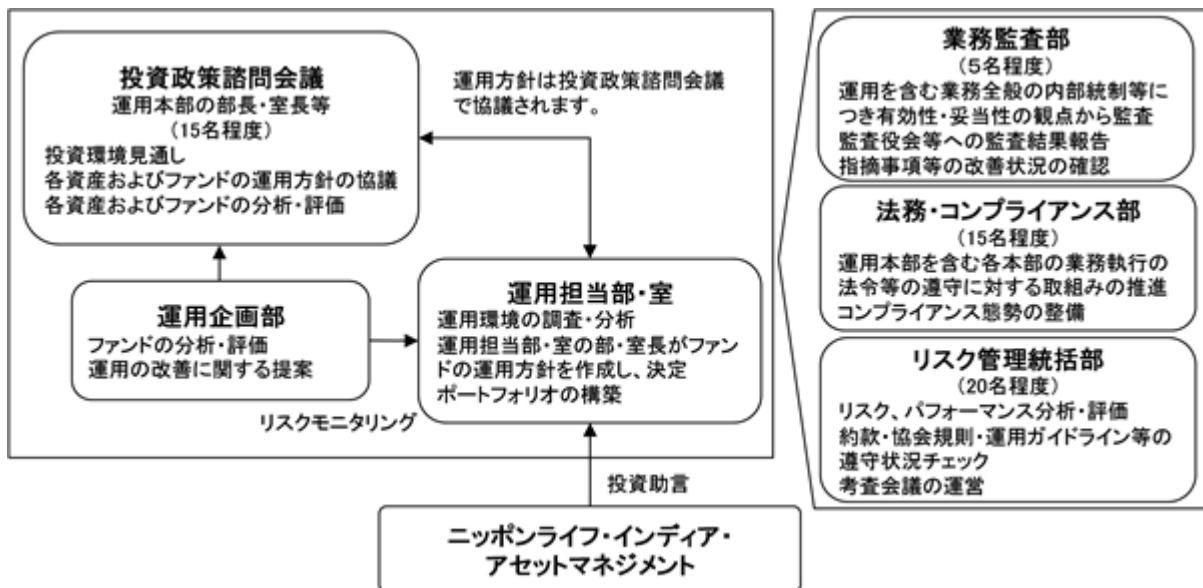 投資政策諮問会議
運用本部の部長・室長等
(15名程度)
投資環境見通し
各資産およびファンドの運用方針の協議
各資産およびファンドの分析・評価
運用方針は投資政策諮問会議
で協議されます。
運用企画部
ファンドの分析・評価
運用の改善に関する提案
リスクモニタリング
運用担当部・室
運用環境の調査・分析
運用担当部・室の部・室長がファン
ドの運用方針を作成し、決定
ポートフォリオの構築
投資助言
ニッポンライフ・インディア・
アセットマネジメント
業務監査部
(5名程度)
運用を含む業務全般の内部統制等に
つき有効性・妥当性の観点から監査
監査役会等への監査結果報告
指摘事項等の改善状況の確認
法務・コンプライアンス部
(15名程度)
運用本部を含む各本部の業務執行の
法令等の遵守に対する取組みの推進
コンプライアンス態勢の整備
リスク管理統括部
(20名程度)
リスク、パフォーマンス分析・評価
約款・協会規則・運用ガイドライン等の
遵守状況チェック
考査会議の運営